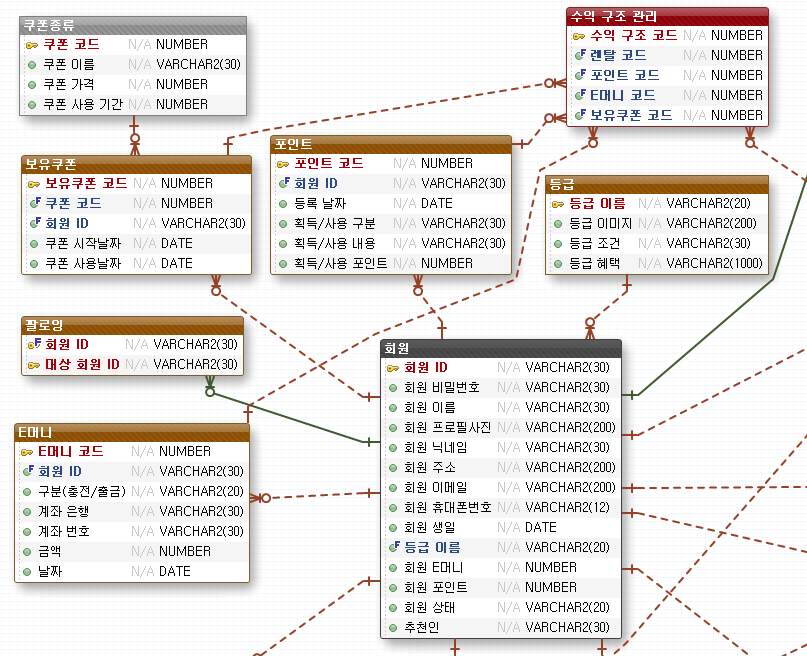 쿠폰종류
쿠폰 코드 N/A NUMBER
쿠폰 이름 N/A VARCHAR2(30)
쿠폰 가격 N/A NUMBER
쿠폰 사용 기간 N/A NUMBER
수익 구조 관리
수익 구조 코드 N/A NUMBER
렌탈 코드 N/A NUMBER
포인트 코드 N/A NUMBER
E머니 코드 N/A NUMBER
보유쿠폰 코드 N/A NUMBER
보유쿠폰
보유쿠폰 코드 N/A NUMBER
쿠폰 코드 N/A NUMBER
회원 ID N/A VARCHAR2(30)
쿠폰 시작날짜 N/A DATE
쿠폰 사용날짜 N/A DATE
포인트
포인트 코드 N/A NUMBER
회원 ID N/A VARCHAR2(30)
등록 날짜 N/A DATE
획득/사용 구분 N/A VARCHAR2(30)
획득/사용 내용 N/A VARCHAR2(30)
획득/사용 포인트 N/A NUMBER
등급
등급 이름 N/A VARCHAR2(20)
등급 이미지 N/A VARCHAR2(200)
등급 조건 N/A VARCHAR2(30)
등급 혜택 N/A VARCHAR2(1000)
팔로잉
회원 ID N/A VARCHAR2(30)
대상 회원 ID N/A VARCHAR2(30)
회원
회원 ID N/A VARCHAR2(30)
회원 비밀번호 N/A VARCHAR2(30)
회원 이름 N/A VARCHAR2(30)
회원 프로필사진 N/A VARCHAR2(200)
회원 닉네임 N/A VARCHAR2(30)
회원 주소 N/A VARCHAR2(200)
회원 이메일 N/A VARCHAR2(200)
회원 휴대폰번호 N/A VARCHAR2(12)
회원 생일 N/A DATE
등급 이름 N/A VARCHAR2(20)
회원 E머니 N/A NUMBER
회원 포인트 N/A NUMBER
회원 상태 N/A VARCHAR2(20)
추천인 N/A VARCHAR2(30)
E머니
E머니 코드 N/A NUMBER
회원 ID N/A VARCHAR2(30)
구분(충전/출금) N/A VARCHAR2(20)
계좌 은행 N/A VARCHAR2(30)
계좌 번호 N/A VARCHAR2(30)
금액 N/A NUMBER
날짜 N/A DATE